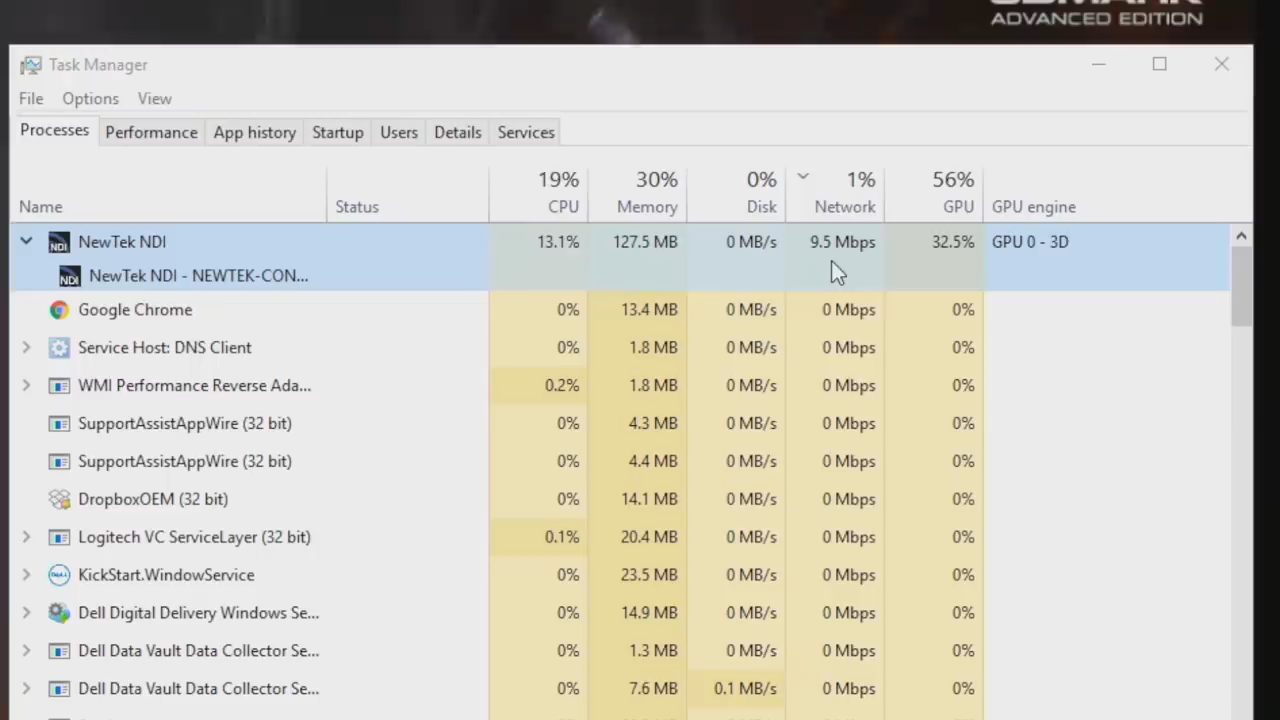 ADVANCED EDITION
Task Manager
File Options View
Processes Performance App history Startup Users Details Services
19% 30% 0% 1% 56%
Name Status CPU Memory Disk Network GPU GPU engine
NewTek NDI 13.1% 127.5 MB 0 MB/s 9.5 Mbps 32.5% GPU 0 - 3D
NewTek NDI - NEWTEK-CON...
Google Chrome 0% 13.4 MB 0 MB/s 0 Mbps 0%
Service Host: DNS Client 0% 1.8 MB 0 MB/s 0 Mbps 0%
WMI Performance Reverse Ada... 0.2% 1.8 MB 0 MB/s 0 Mbps 0%
SupportAssistAppWire (32 bit) 0% 4.3 MB 0 MB/s 0 Mbps 0%
SupportAssistAppWire (32 bit) 0% 4.4 MB 0 MB/s 0 Mbps 0%
DropboxOEM (32 bit) 0% 14.1 MB 0 MB/s 0 Mbps 0%
Logitech VC ServiceLayer (32 bit) 0.1% 20.4 MB 0 MB/s 0 Mbps 0%
KickStart.WindowService 0% 23.5 MB 0 MB/s 0 Mbps 0%
Dell Digital Delivery Windows Se... 0% 14.9 MB 0 MB/s 0 Mbps 0%
Dell Data Vault Data Collector Se... 0% 1.3 MB 0 MB/s 0 Mbps 0%
Dell Data Vault Data Collector Se... 0% 7.6 MB 0.1 MB/s 0 Mbps 0%